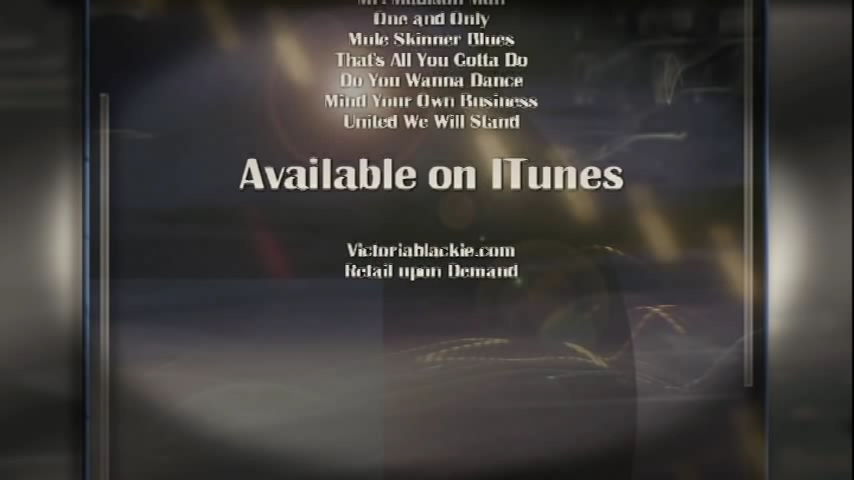 One and Only
Mule Skinner Blues
That's All You Gotta Do
Do You Wanna Dance
Mind Your Own Business
United We Will Stand
Available on ITunes
Victoriablackie.com
Retail upon Demand